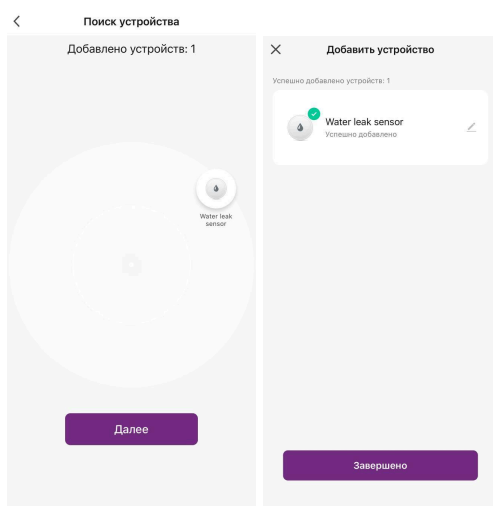 Поиск устройства
Добавлено устройств: 1
Water leak
sensor
Далее
Добавить устройство
Успешно добавлено устройств: 1
Water leak sensor
Успешно добавлено
Завершено